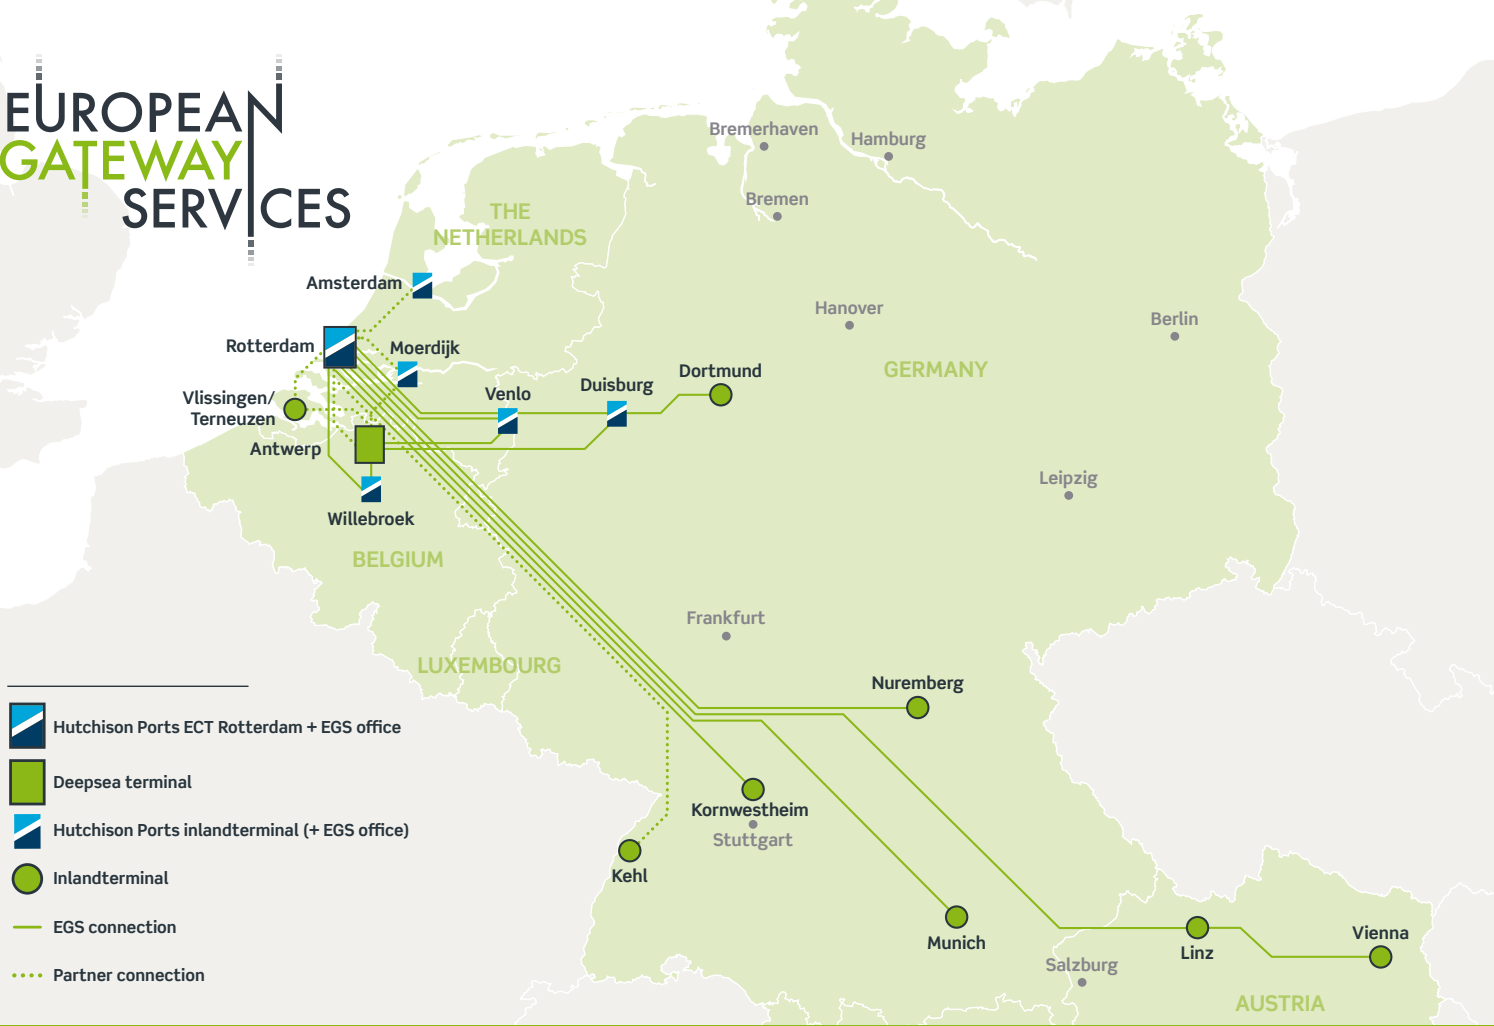 EUROPEAN
GATEWAY
SERVICES
Bremerhaven
Hamburg
Bremen
THE
NETHERLANDS
Amsterdam
Hanover
Berlin
Rotterdam
Moerdijk
GERMANY
Dortmund
Duisburg
Venlo
Vlissingen/
Terneuzen
Antwerp
Leipzig
Willebroek
BELGIUM
Frankfurt
LUXEMBOURG
Nuremberg
Hutchison Ports ECT Rotterdam + EGS office
Deepsea terminal
Hutchison Ports inlandterminal (+ EGS office)
Inlandterminal
EGS connection
Partner connection
Kornwestheim
Stuttgart
Kehl
Munich
Linz
Vienna
Salzburg
AUSTRIA